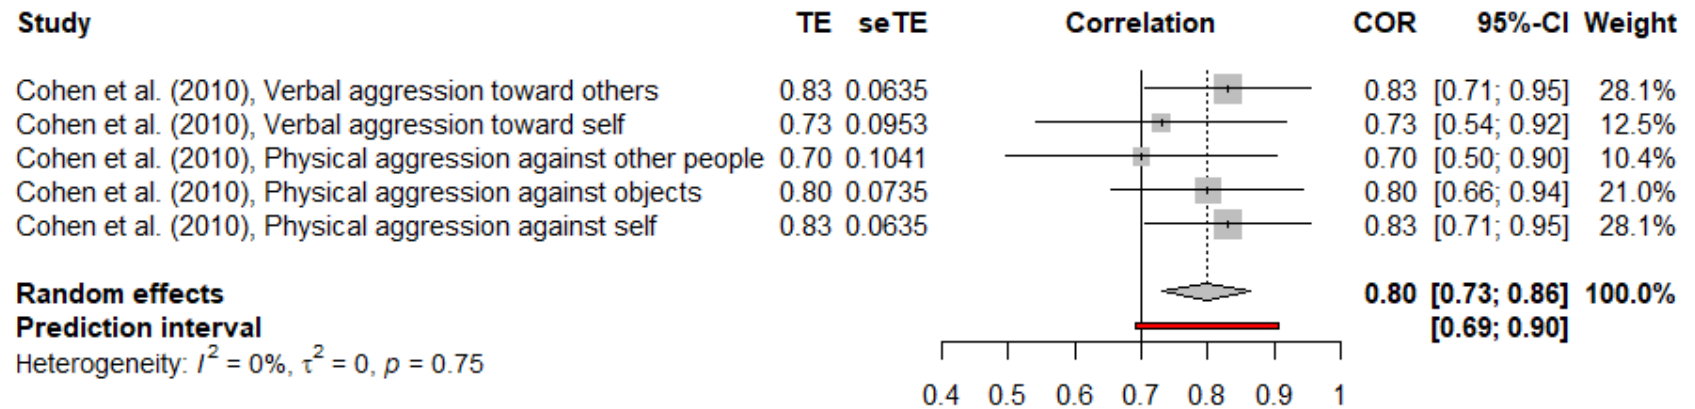 Study TE seTE Correlation COR 95%-CI Weight
Cohen et al. (2010), Verbal aggression toward others 0.83 0.0635 0.83 [0.71; 0.95] 28.1%
Cohen et al. (2010), Verbal aggression toward self 0.73 0.0953 0.73 [0.54; 0.92] 12.5%
Cohen et al. (2010), Physical aggression against other people 0.70 0.1041 0.70 [0.50; 0.90] 10.4%
Cohen et al. (2010), Physical aggression against objects 0.80 0.0735 0.80 [0.66; 0.94] 21.0%
Cohen et al. (2010), Physical aggression against self 0.83 0.0635 0.83 [0.71; 0.95] 28.1%
Random effects 0.80 [0.73; 0.86] 100.0%
Prediction interval [0.69; 0.90]
Heterogeneity: I² = 0%, τ² = 0, p = 0.75
0.4 0.5 0.6 0.7 0.8 0.9 1